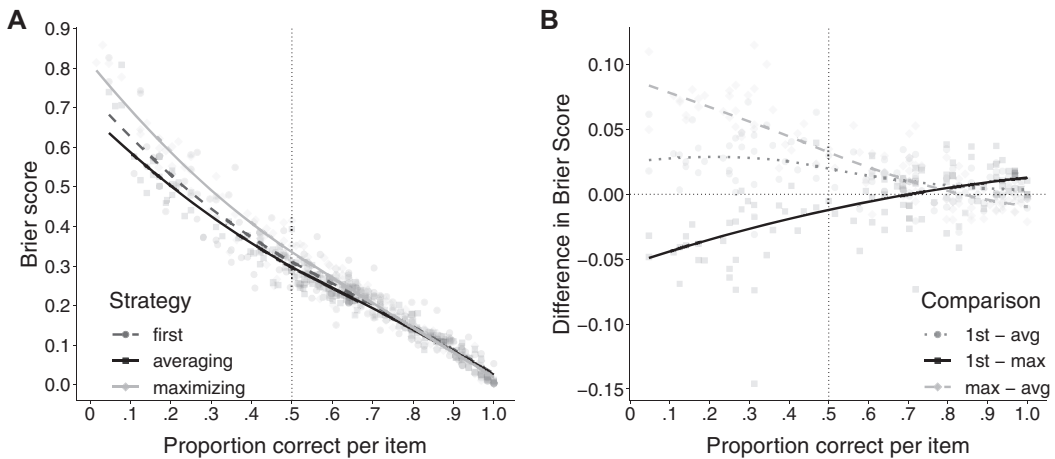 A
0.9
0.8
0.7
0.6
0.5
0.4
0.3
0.2
0.1
0.0
Brier score
Strategy
first
averaging
maximizing
0 .1 .2 .3 .4 .5 .6 .7 .8 .9 1.0
Proportion correct per item
B
0.10
0.05
0.00
−0.05
−0.10
−0.15
Difference in Brier Score
Comparison
1st − avg
1st − max
max − avg
0 .1 .2 .3 .4 .5 .6 .7 .8 .9 1.0
Proportion correct per item